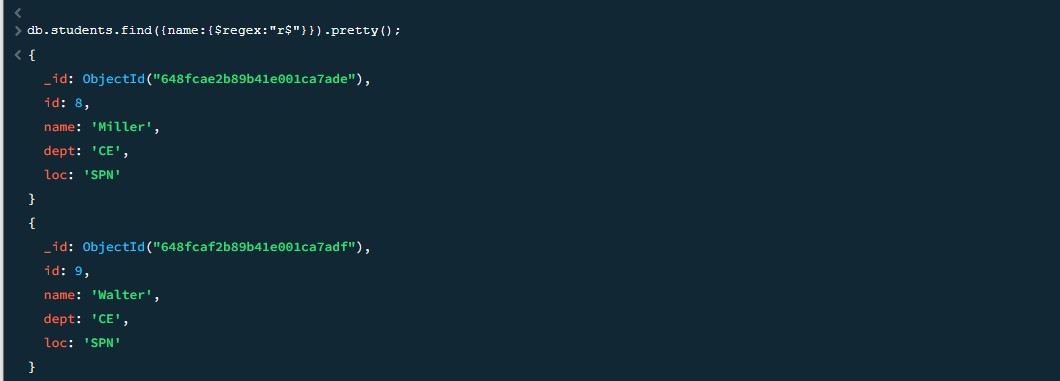 db.students.find({name:{$regex:"r$"}}).pretty();
{
_id: ObjectId("648fcae2b89b41e001ca7ade"),
id: 8,
name: 'Miller',
dept: 'CE',
loc: 'SPN'
}
{
_id: ObjectId("648fcaf2b89b41e001ca7adf"),
id: 9,
name: 'Walter',
dept: 'CE',
loc: 'SPN'
}